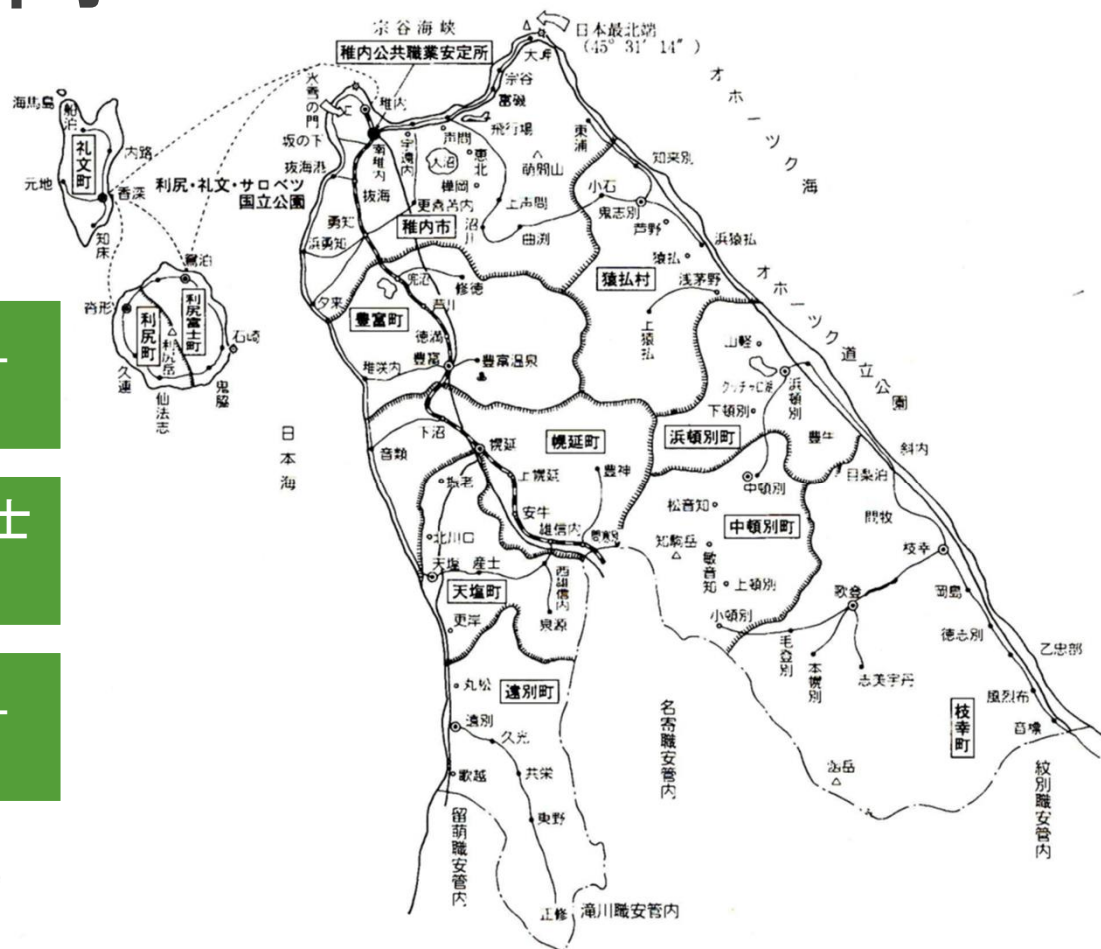 宗谷海峡
稚内公共職業安定所
日本最北端
(45° 31′ 14″)
大岬
宗谷
富磯
オホーツク海
海馬島
船泊
礼文町
内路
元地
香深
知床
氷雪の門
稚内
坂の下
南稚内
抜海港
抜海
利尻・礼文・サロベツ
国立公園
声問
飛行場
大沼
恵北
樺岡
萌間山
東浦
知来別
小石
鬼志別
芦野
更喜苫内
上声問
沼川
曲渕
勇知
浜勇知
稚内市
浜猿払
猿払
猿払村
浅茅野
上猿払
オホーツク道立公園
鴛泊
沓形
利尻富士町
利尻町
利尻岳
石崎
久連
仙法志
鬼脇
夕来
兜沼
修徳
芦川
豊富町
徳満
豊富
豊富温泉
稚咲内
山軽
クッチャロ湖
浜頓別
下頓別
浜頓別町
豊牛
斜内
日本海
音類
下沼
幌延
幌延町
上幌延
豊神
振老
安牛
雄信内
問寒別
北川口
天塩
産士
天塩町
西雄信内
泉源
更岸
目梨泊
中頓別
松音知
中頓別町
問牧
知駒岳
敏音知
上頓別
枝幸
歌登
岡島
小頓別
毛登別
本幌別
志美宇丹
徳志別
乙忠部
風烈布
音標
枝幸町
丸松
遠別町
遠別
久光
歌越
共栄
東野
正修
名寄職安管内
紋別職安管内
留萌職安管内
滝川職安管内
士